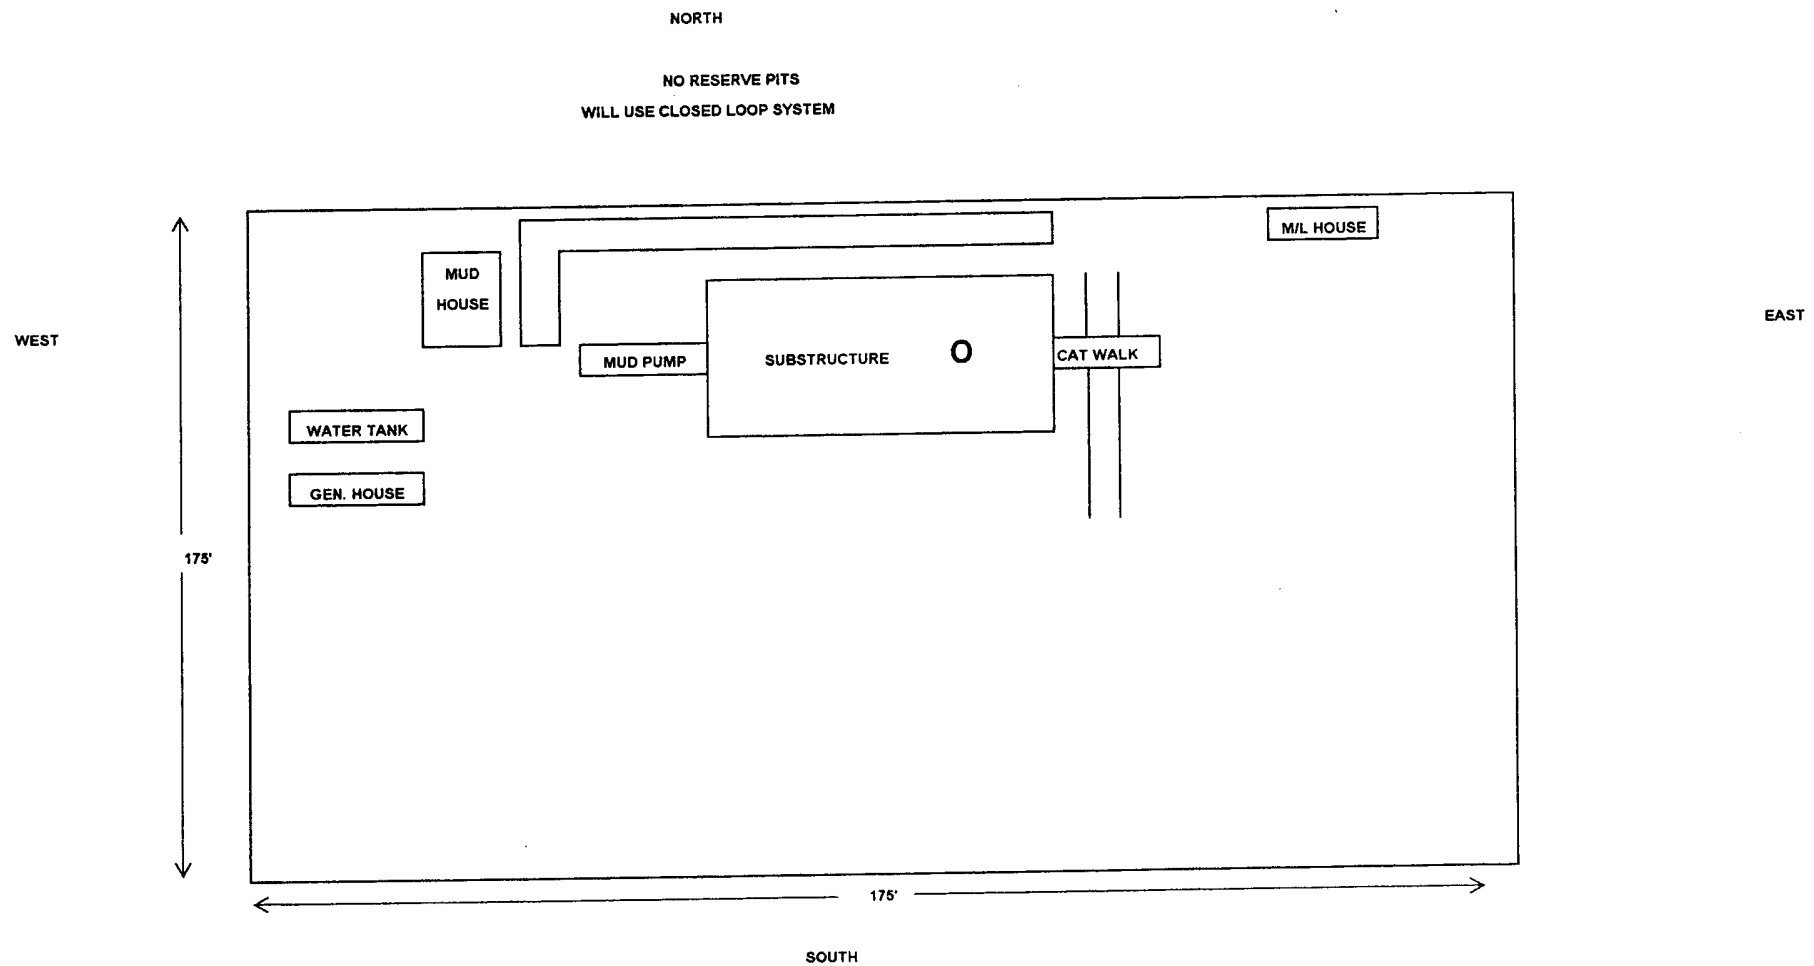 NORTH
NO RESERVE PITS
WILL USE CLOSED LOOP SYSTEM
M/L HOUSE
MUD
HOUSE
WEST
EAST
MUD PUMP
SUBSTRUCTURE
O
CAT WALK
WATER TANK
GEN. HOUSE
175'
175'
SOUTH